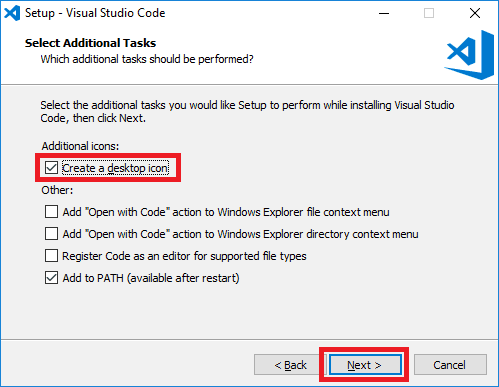 Setup - Visual Studio Code
Select Additional Tasks
Which additional tasks should be performed?
Select the additional tasks you would like Setup to perform while installing Visual Studio
Code, then click Next.
Additional icons:
Create a desktop icon
Other:
Add "Open with Code" action to Windows Explorer file context menu
Add "Open with Code" action to Windows Explorer directory context menu
Register Code as an editor for supported file types
Add to PATH (available after restart)
< Back
Next >
Cancel